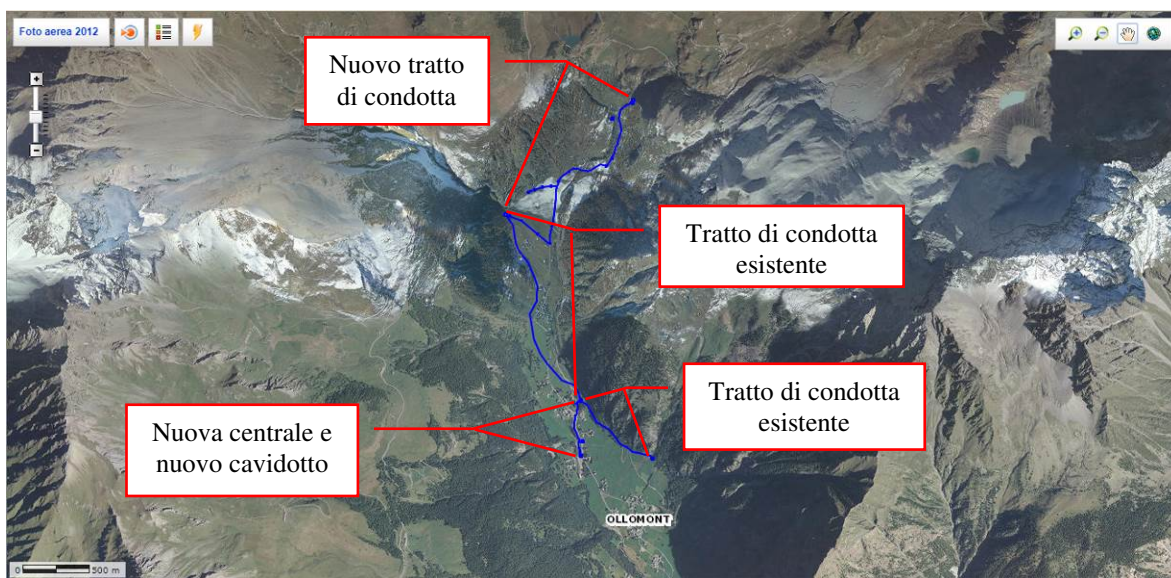 Foto aerea 2012
Nuovo tratto
di condotta
Tratto di condotta
esistente
Tratto di condotta
esistente
Nuova centrale e
nuovo cavidotto
OLLOMONT
0 500 m